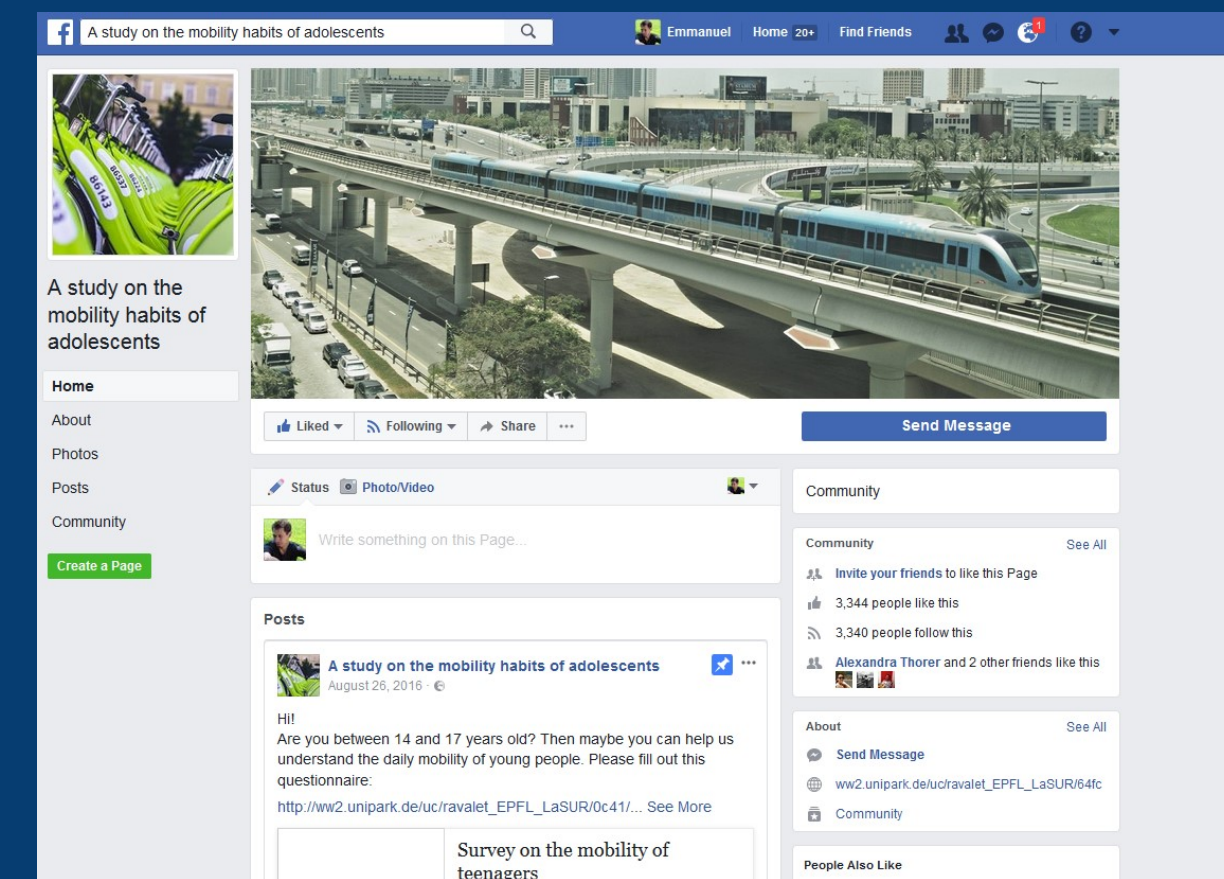 A study on the mobility habits of adolescents
Emmanuel Home 20+ Find Friends
1
86143
86537
A study on the
mobility habits of
adolescents
Home
About
Photos
Posts
Community
Create a Page
Liked Following Share ...
Send Message
Status Photo/Video
Write something on this Page...
Posts
A study on the mobility habits of adolescents
August 26, 2016 ·
Hi!
Are you between 14 and 17 years old? Then maybe you can help us
understand the daily mobility of young people. Please fill out this
questionnaire:
http://ww2.unipark.de/uc/ravalet_EPFL_LaSUR/0c41/... See More
Survey on the mobility of
teenagers
Community
Community See All
Invite your friends to like this Page
3,344 people like this
3,340 people follow this
Alexandra Thorer and 2 other friends like this
About See All
Send Message
ww2.unipark.de/uc/ravalet_EPFL_LaSUR/64fc
Community
People Also Like